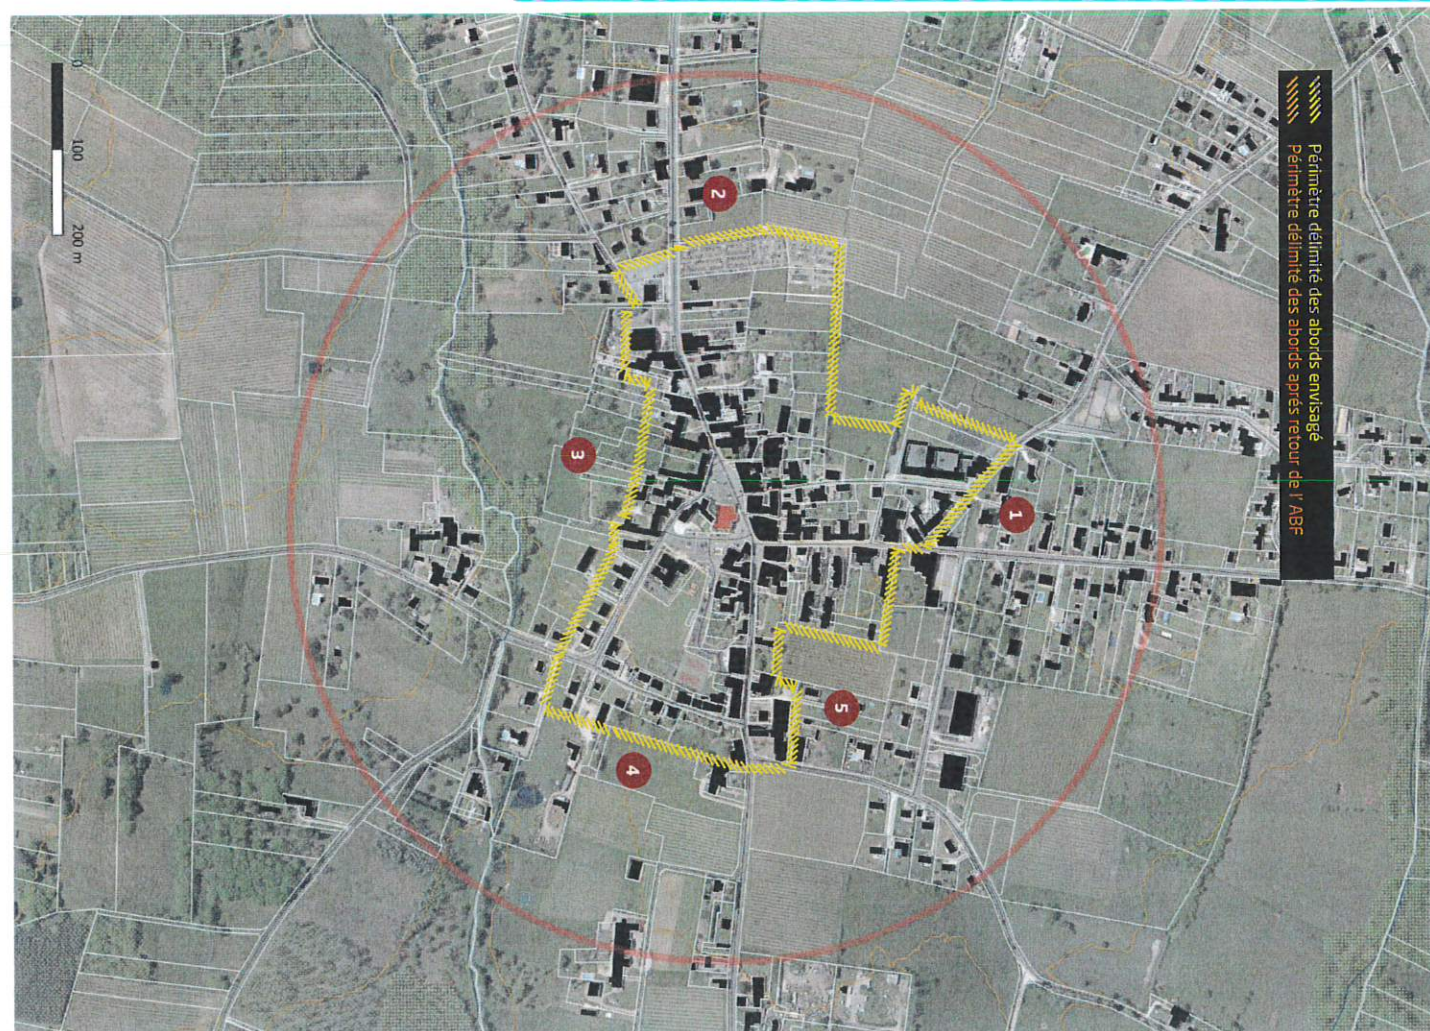 Périmètre délimité des abords envisagé
Périmètre délimité des abords après retour de l' ABF
1
2
3
4
5
0
100
200 m